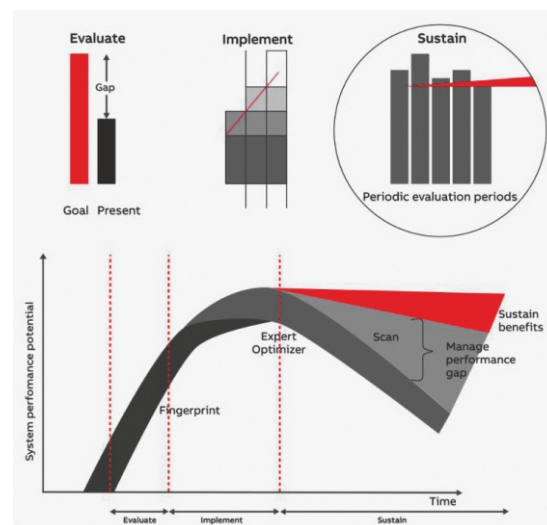 Evaluate
Implement
Sustain
Gap
Goal Present
Periodic evaluation periods
System perfomance potential
Fingerprint
Expert
Optimizer
Scan
Manage
performance
gap
Sustain
benefits
Time
Evaluate
Implement
Sustain